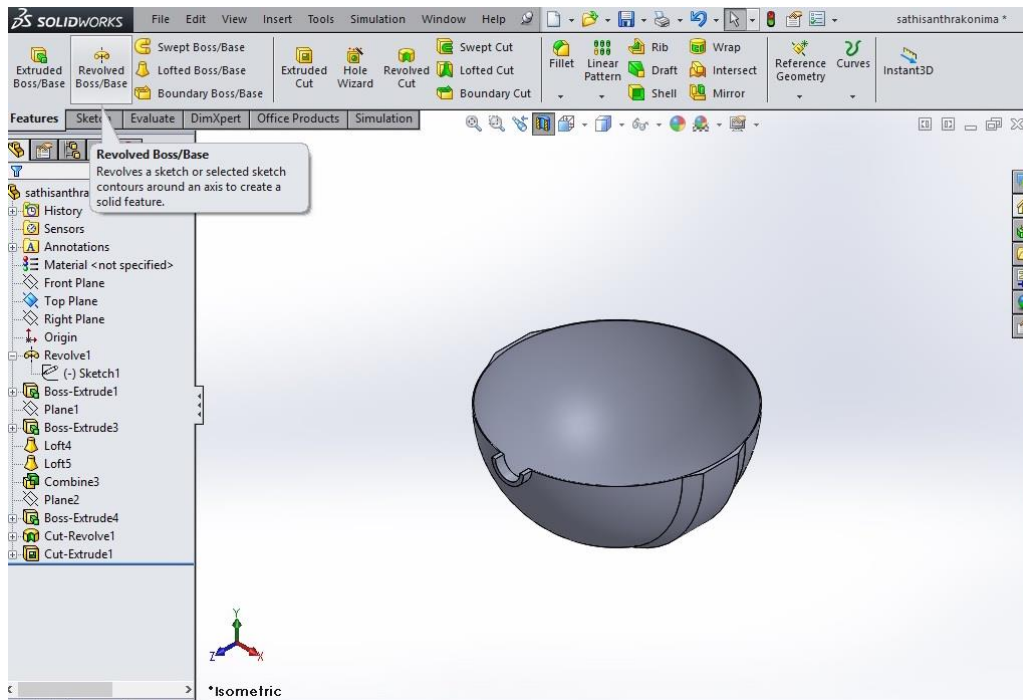 SOLIDWORKS File Edit View Insert Tools Simulation Window Help sathisanthrakonima *
Extruded Boss/Base
Revolved Boss/Base
Swept Boss/Base
Lofted Boss/Base
Boundary Boss/Base
Extruded Cut
Hole Wizard
Revolved Cut
Swept Cut
Lofted Cut
Boundary Cut
Fillet
Linear Pattern
Rib
Draft
Shell
Wrap
Intersect
Mirror
Reference Geometry
Curves
Instant3D
Features Sketch Evaluate DimXpert Office Products Simulation
Revolved Boss/Base
Revolves a sketch or selected sketch
contours around an axis to create a
solid feature.
sathisanthra
History
Sensors
Annotations
Material <not specified>
Front Plane
Top Plane
Right Plane
Origin
Revolve1
(-) Sketch1
Boss-Extrude1
Plane1
Boss-Extrude3
Loft4
Loft5
Combine3
Plane2
Boss-Extrude4
Cut-Revolve1
Cut-Extrude1
Y
Z X
*Isometric